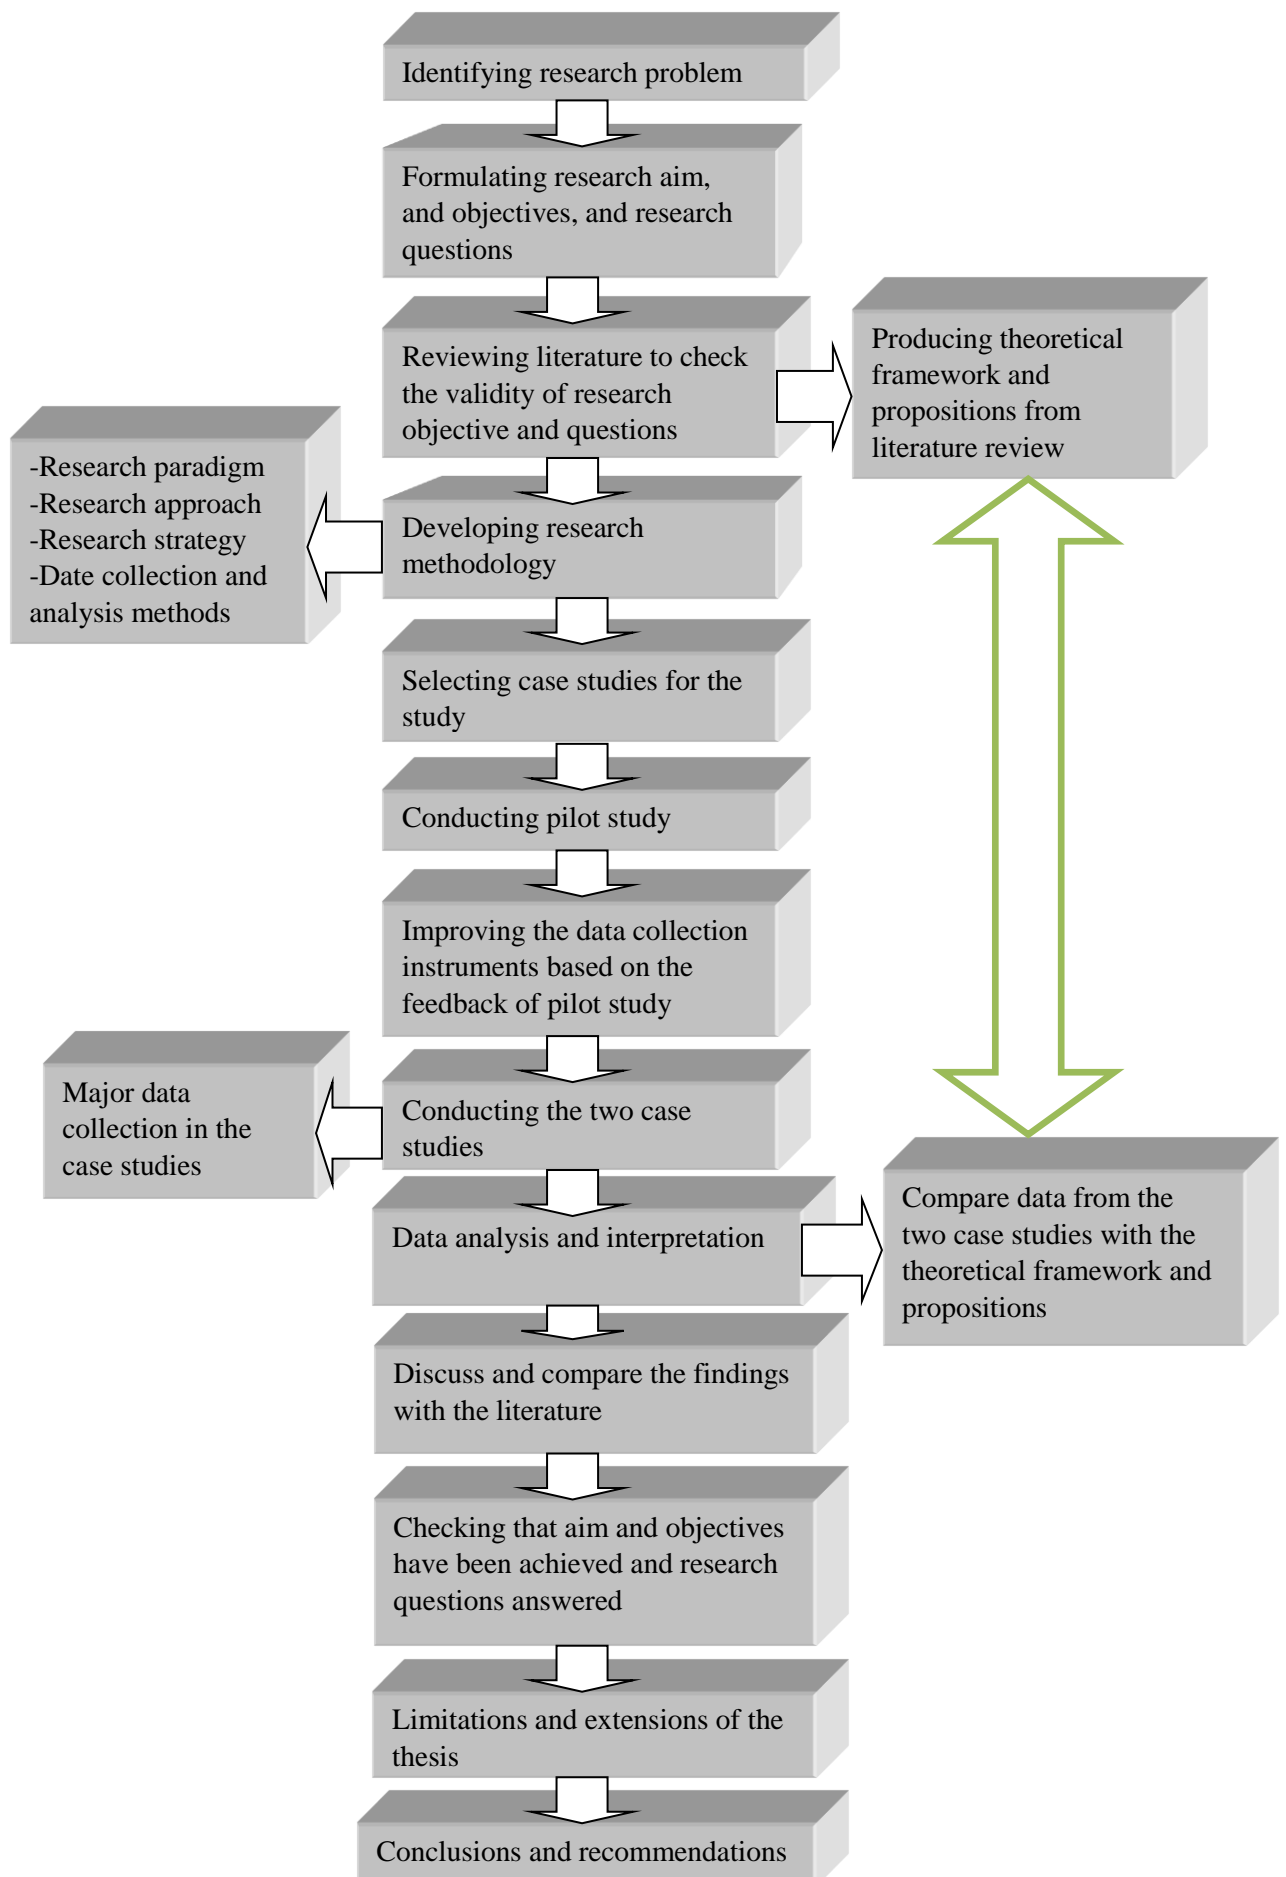 Identifying research problem
Formulating research aim,
and objectives, and research
questions
Reviewing literature to check
the validity of research
objective and questions
Producing theoretical
framework and
propositions from
literature review
-Research paradigm
-Research approach
-Research strategy
-Date collection and
analysis methods
Developing research
methodology
Selecting case studies for the
study
Conducting pilot study
Improving the data collection
instruments based on the
feedback of pilot study
Major data
collection in the
case studies
Conducting the two case
studies
Data analysis and interpretation
Compare data from the
two case studies with the
theoretical framework and
propositions
Discuss and compare the findings
with the literature
Checking that aim and objectives
have been achieved and research
questions answered
Limitations and extensions of the
thesis
Conclusions and recommendations